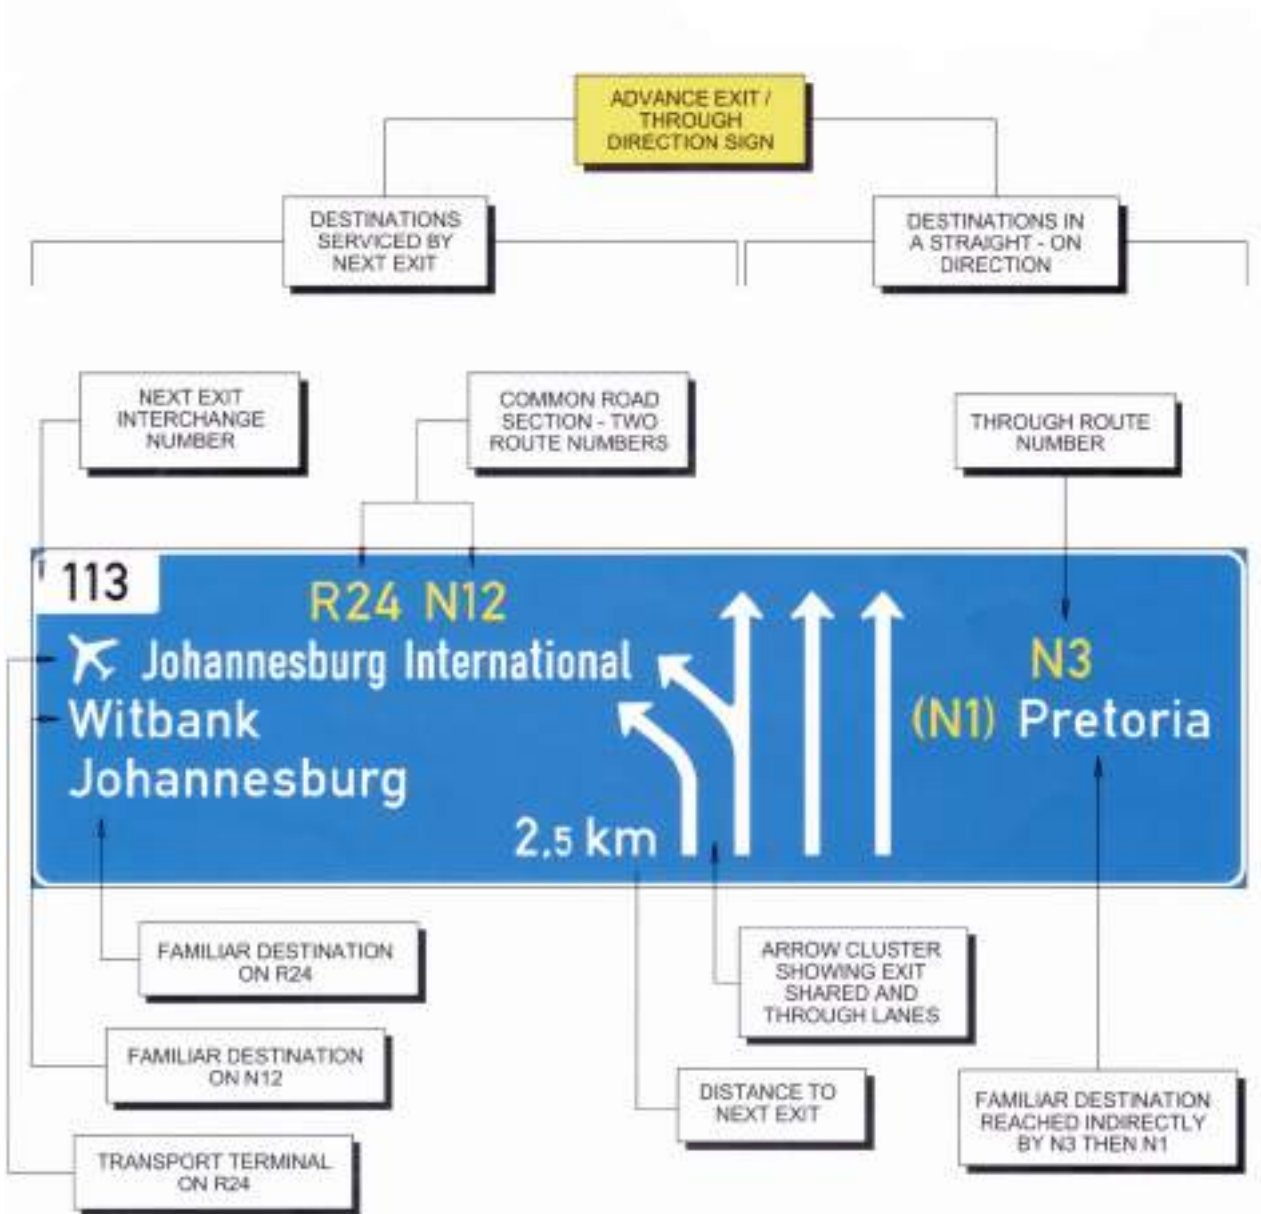 ADVANCE EXIT /
THROUGH
DIRECTION SIGN
DESTINATIONS
SERVICED BY
NEXT EXIT
DESTINATIONS IN
A STRAIGHT - ON
DIRECTION
NEXT EXIT
INTERCHANGE
NUMBER
COMMON ROAD
SECTION - TWO
ROUTE NUMBERS
THROUGH ROUTE
NUMBER
113
R24 N12
Johannesburg International
Witbank
Johannesburg
2,5 km
N3
(N1) Pretoria
FAMILIAR DESTINATION
ON R24
FAMILIAR DESTINATION
ON N12
TRANSPORT TERMINAL
ON R24
ARROW CLUSTER
SHOWING EXIT
SHARED AND
THROUGH LANES
DISTANCE TO
NEXT EXIT
FAMILIAR DESTINATION
REACHED INDIRECTLY
BY N3 THEN N1